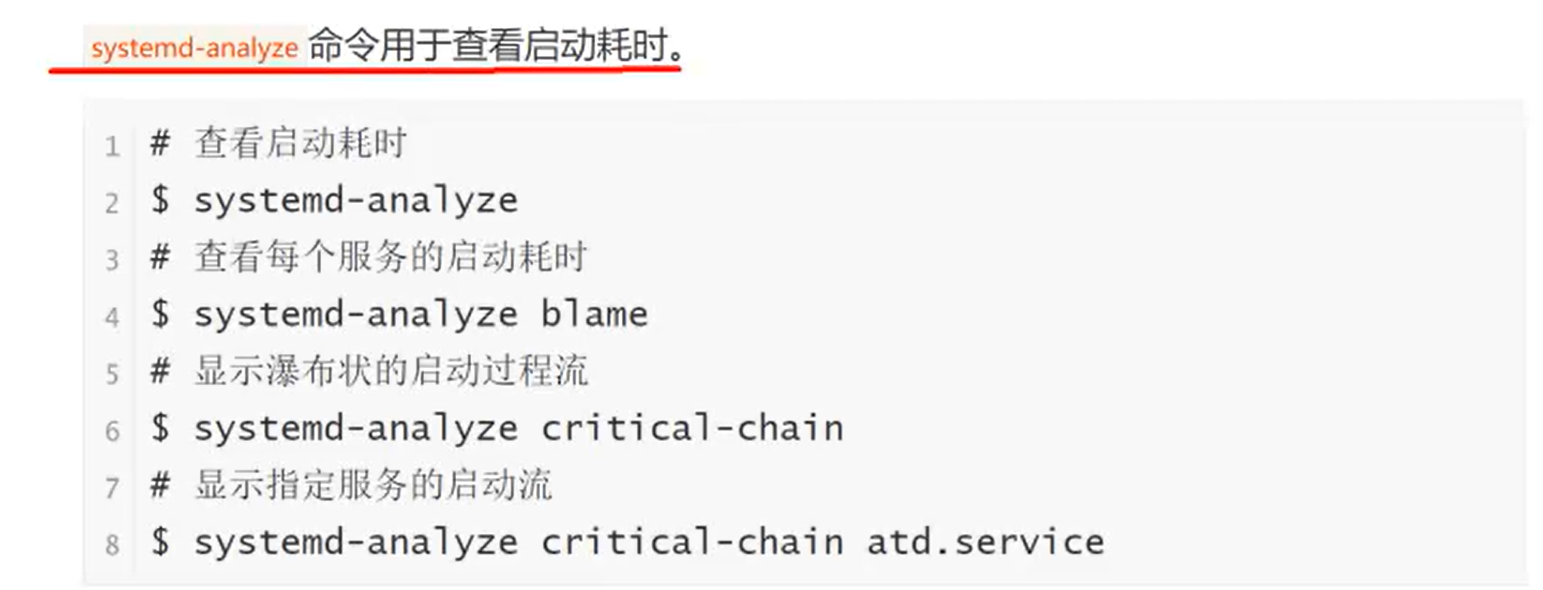 systemd-analyze 命令用于查看启动耗时。
1 # 查看启动耗时
2 $ systemd-analyze
3 # 查看每个服务的启动耗时
4 $ systemd-analyze blame
5 # 显示瀑布状的启动过程流
6 $ systemd-analyze critical-chain
7 # 显示指定服务的启动流
8 $ systemd-analyze critical-chain atd.service